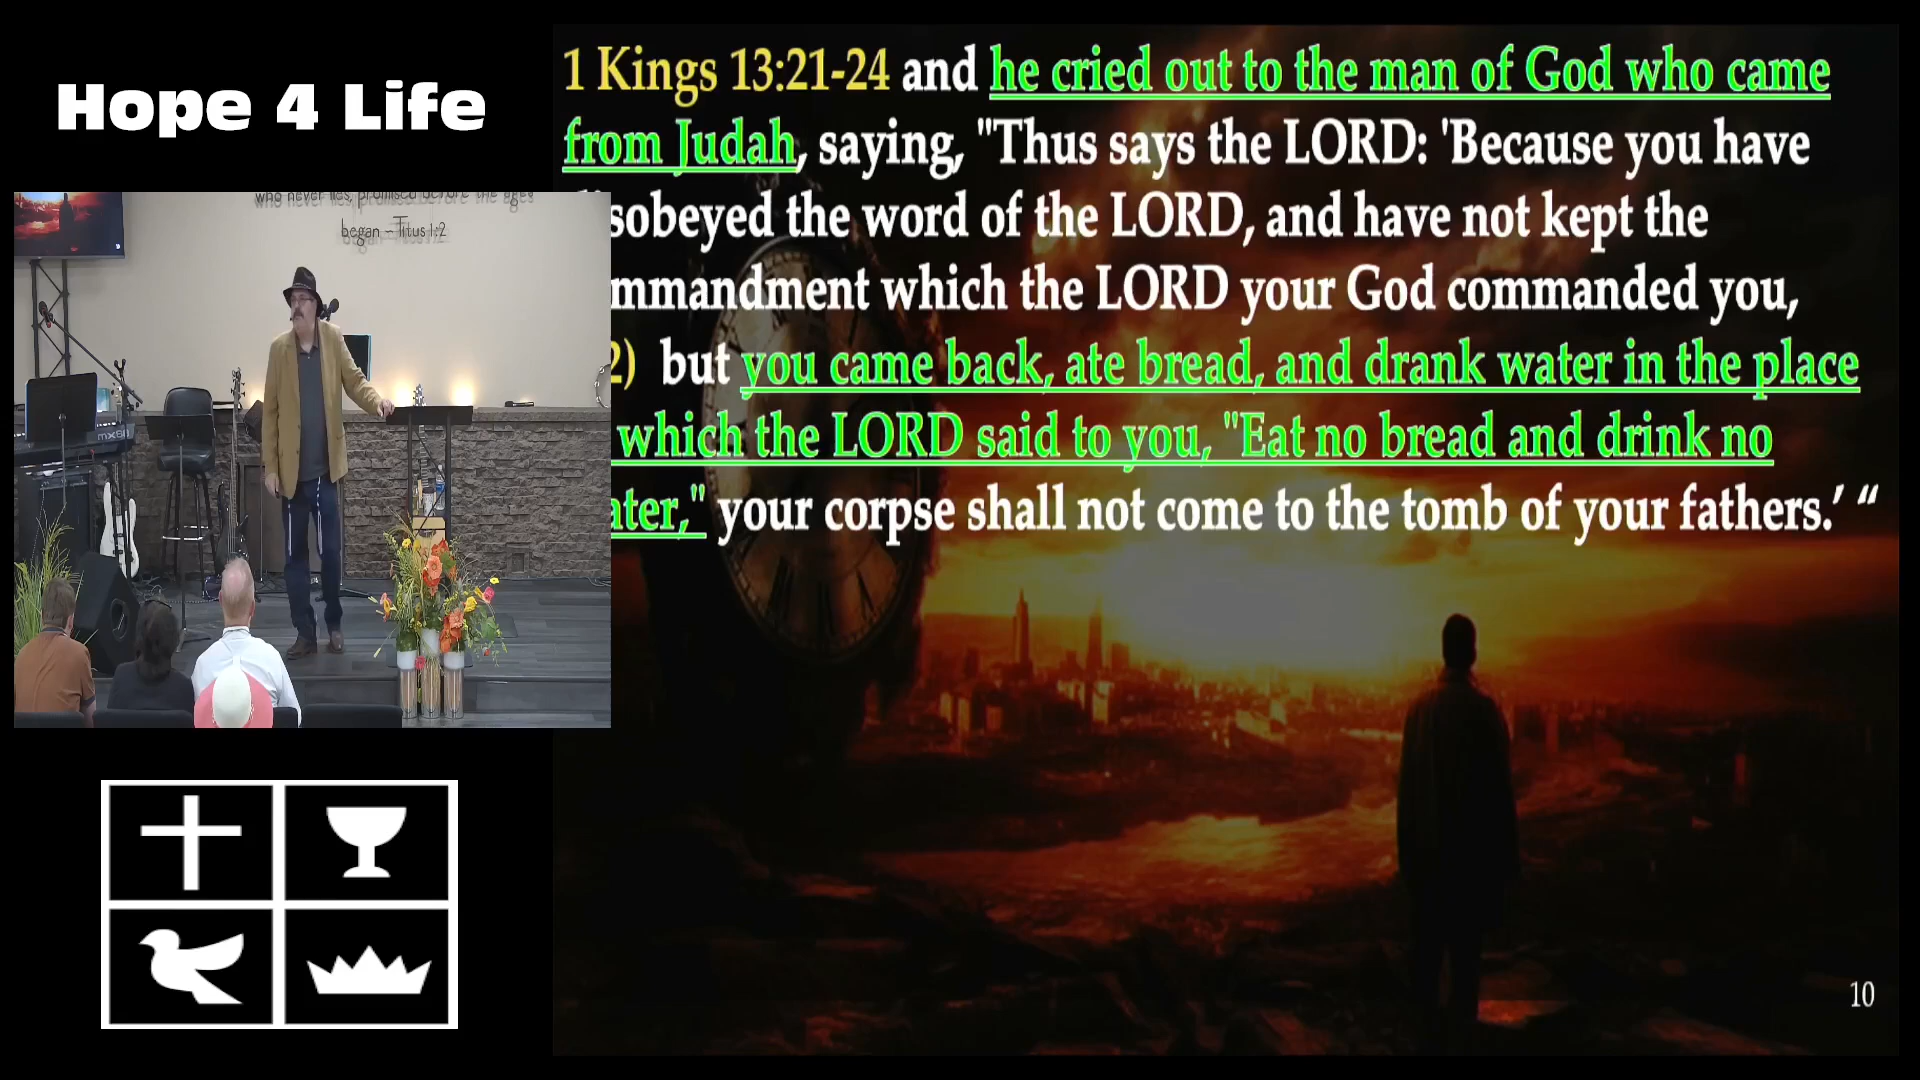 Hope 4 Life
1 Kings 13:21-24 and he cried out to the man of God who came
from Judah, saying, "Thus says the LORD: 'Because you have
sobeyed the word of the LORD, and have not kept the
mmandment which the LORD your God commanded you,
2) but you came back, ate bread, and drank water in the place
which the LORD said to you, "Eat no bread and drink no
ater," your corpse shall not come to the tomb of your fathers.' “
who never lies, promised before the ages
began – Titus 1:2
10